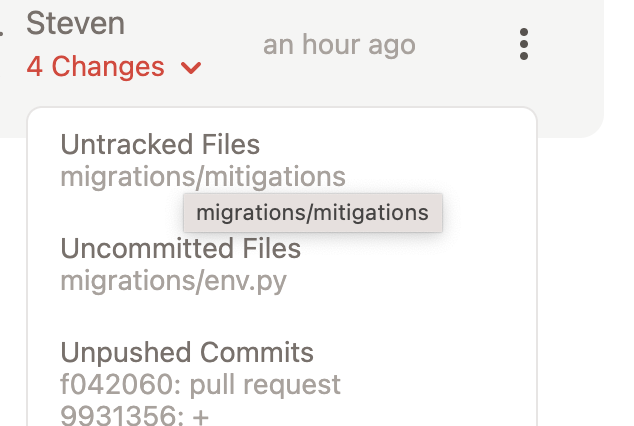 Steven
an hour ago
4 Changes
Untracked Files
migrations/mitigations
migrations/mitigations
Uncommitted Files
migrations/env.py
Unpushed Commits
f042060: pull request
9931356: +